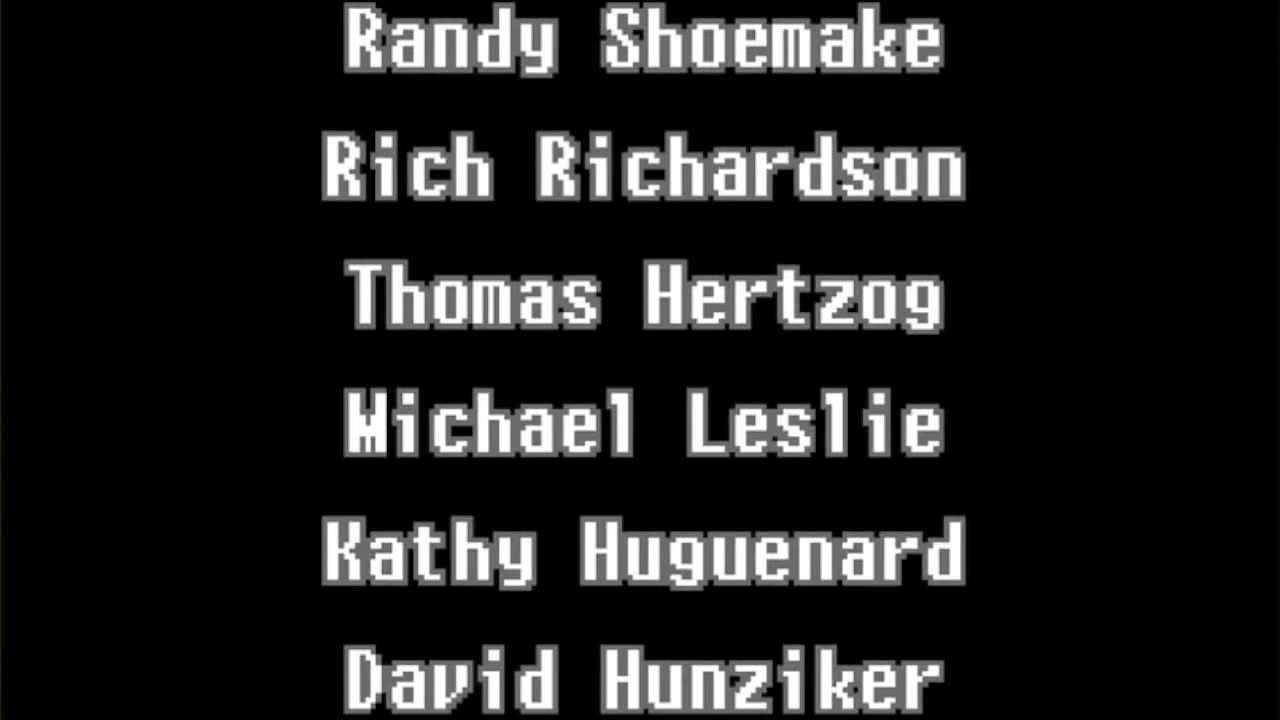 Randy Shoemake
Rich Richardson
Thomas Hertzog
Michael Leslie
Kathy Huguenard
David Hunziker